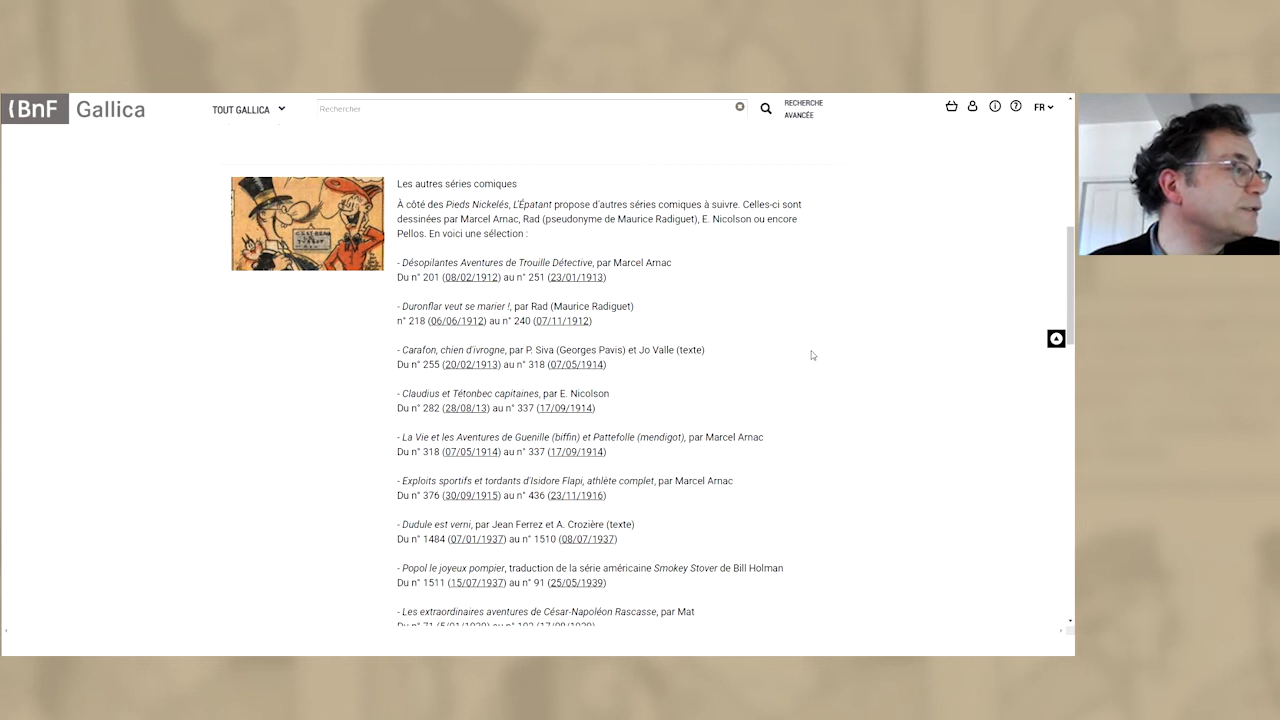 BnF Gallica
TOUT GALLICA
Rechercher
RECHERCHE
AVANCÉE
FR
Les autres séries comiques
À côté des Pieds Nickelés, L'Épatant propose d'autres séries comiques à suivre. Celles-ci sont
dessinées par Marcel Arnac, Rad (pseudonyme de Maurice Radiguet), E. Nicolson ou encore
Pellos. En voici une sélection :
- Désopilantes Aventures de Trouille Détective, par Marcel Arnac
Du n° 201 (08/02/1912) au n° 251 (23/01/1913)
- Duronflar veut se marier !, par Rad (Maurice Radiguet)
n° 218 (06/06/1912) au n° 240 (07/11/1912)
- Carafon, chien d'ivrogne, par P. Siva (Georges Pavis) et Jo Valle (texte)
Du n° 255 (20/02/1913) au n° 318 (07/05/1914)
- Claudius et Tétonbec capitaines, par E. Nicolson
Du n° 282 (28/08/13) au n° 337 (17/09/1914)
- La Vie et les Aventures de Guenille (biffin) et Pattefolle (mendigot), par Marcel Arnac
Du n° 318 (07/05/1914) au n° 337 (17/09/1914)
- Exploits sportifs et tordants d'Isidore Flapi, athlète complet, par Marcel Arnac
Du n° 376 (30/09/1915) au n° 436 (23/11/1916)
- Dudule est verni, par Jean Ferrez et A. Crozière (texte)
Du n° 1484 (07/01/1937) au n° 1510 (08/07/1937)
- Popol le joyeux pompier, traduction de la série américaine Smokey Stover de Bill Holman
Du n° 1511 (15/07/1937) au n° 91 (25/05/1939)
- Les extraordinaires aventures de César-Napoléon Rascasse, par Mat